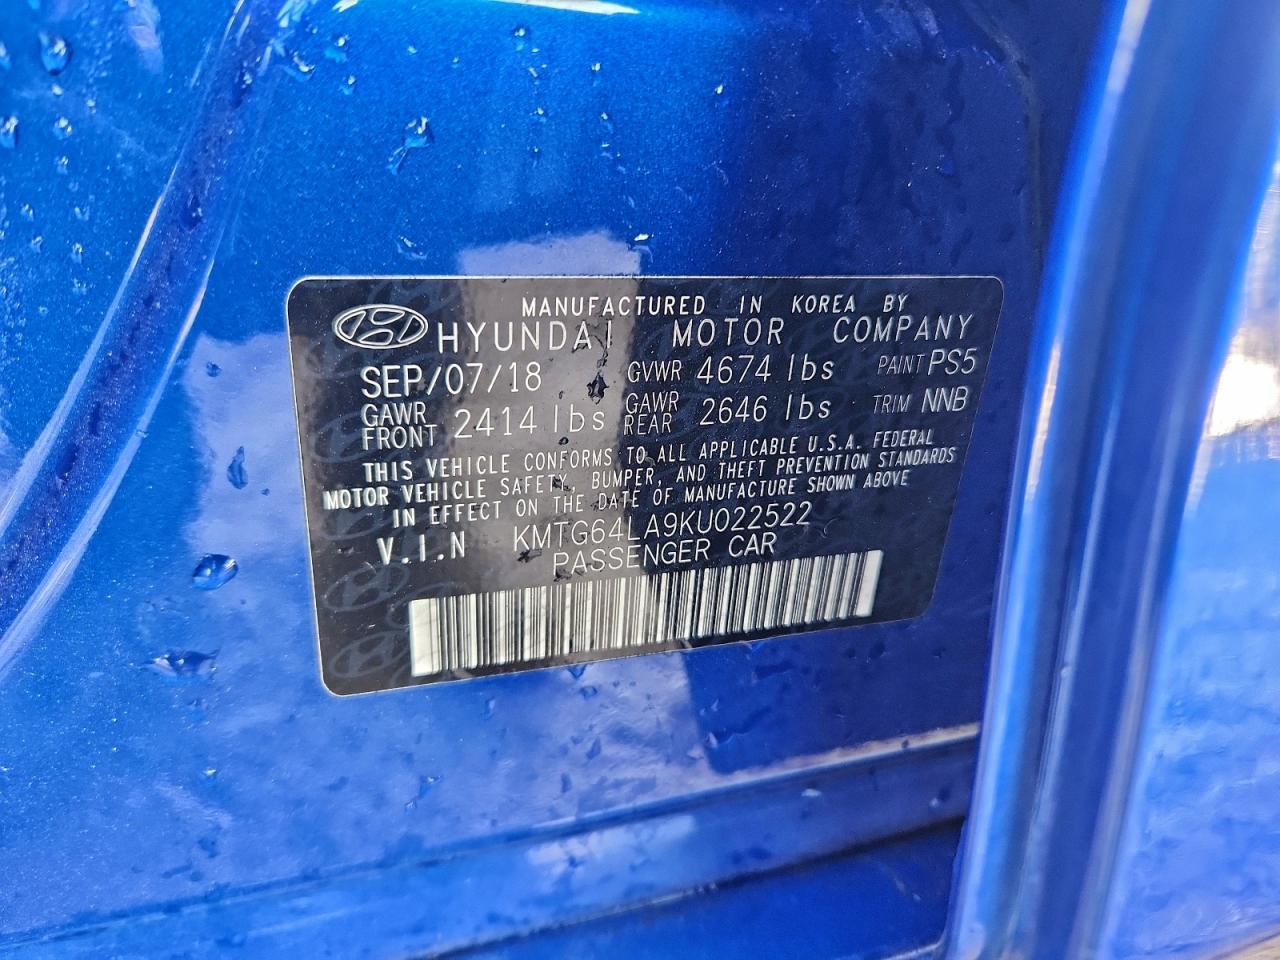 MANUFACTURED IN KOREA BY
HYUNDAI MOTOR COMPANY
SEP/07/18 GVWR 4674 lbs PAINT PS5
GAWR FRONT 2414 lbs GAWR REAR 2646 lbs TRIM NNB
THIS VEHICLE CONFORMS TO ALL APPLICABLE U.S.A. FEDERAL
MOTOR VEHICLE SAFETY, BUMPER, AND THEFT PREVENTION STANDARDS
IN EFFECT ON THE DATE OF MANUFACTURE SHOWN ABOVE
V.I.N KMTG64LA9KU022522
PASSENGER CAR